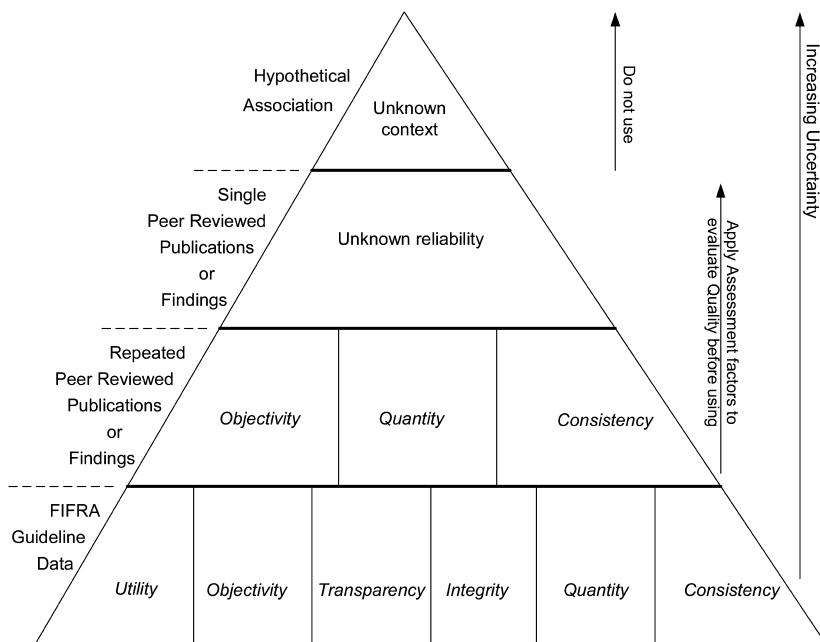 Hypothetical
Association
Unknown
context
Do not use
Increasing Uncertainty
Single
Peer Reviewed
Publications
or
Findings
Unknown reliability
Apply Assessment factors to
evaluate Quality before using
Repeated
Peer Reviewed
Publications
or
Findings
Objectivity
Quantity
Consistency
FIFRA
Guideline
Data
Utility
Objectivity
Transparency
Integrity
Quantity
Consistency